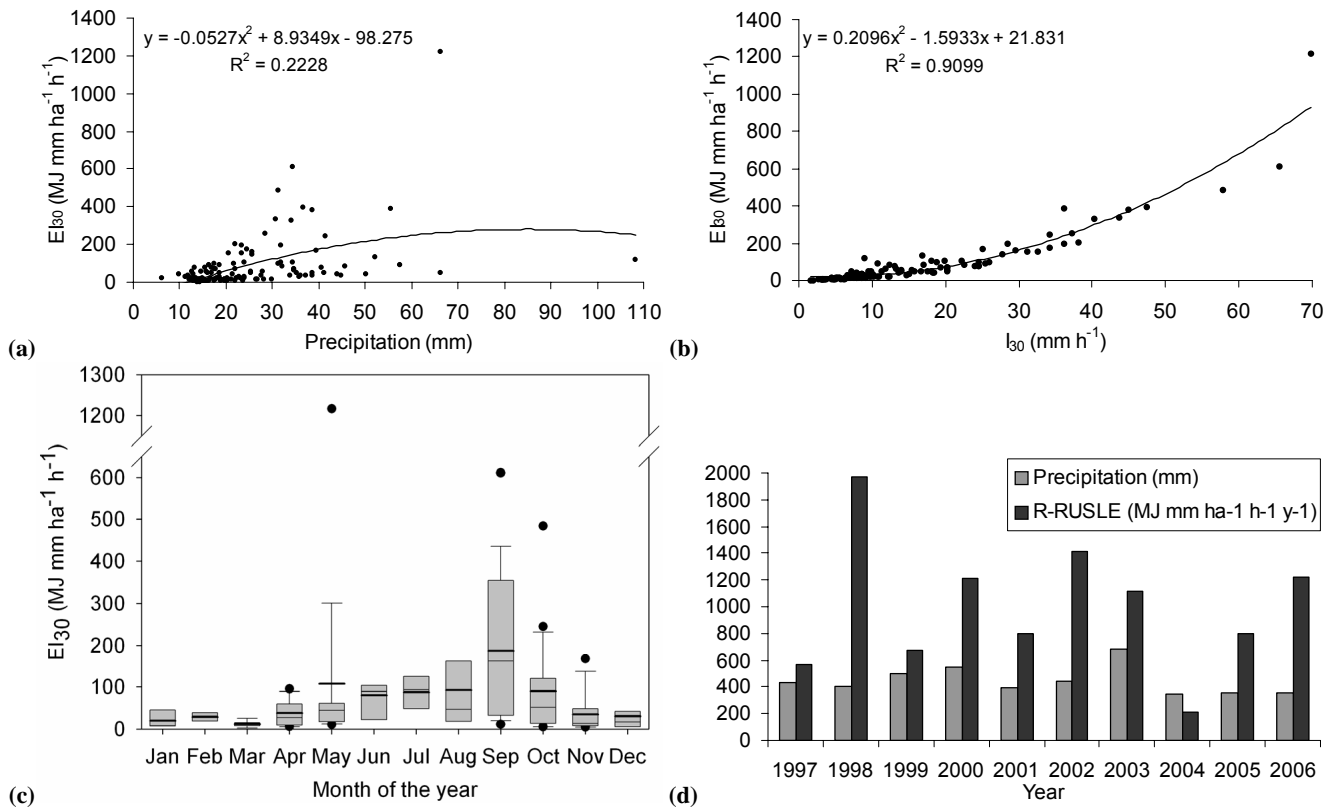 1400
1200
1000
800
600
400
200
0
EI30 (MJ mm ha-1 h-1)
y = -0.0527x2 + 8.9349x - 98.275
R2 = 0.2228
0 10 20 30 40 50 60 70 80 90 100 110
Precipitation (mm)
(a)
1400
1200
1000
800
600
400
200
0
EI30 (MJ mm ha-1 h-1)
y = 0.2096x2 - 1.5933x + 21.831
R2 = 0.9099
0 10 20 30 40 50 60 70
I30 (mm h-1)
(b)
1300
1200
600
500
400
300
200
100
0
EI30 (MJ mm ha-1 h-1)
Jan Feb Mar Apr May Jun Jul Aug Sep Oct Nov Dec
Month of the year
(c)
2000
1800
1600
1400
1200
1000
800
600
400
200
0
Precipitation (mm)
R-RUSLE (MJ mm ha-1 h-1 y-1)
1997 1998 1999 2000 2001 2002 2003 2004 2005 2006
Year
(d)